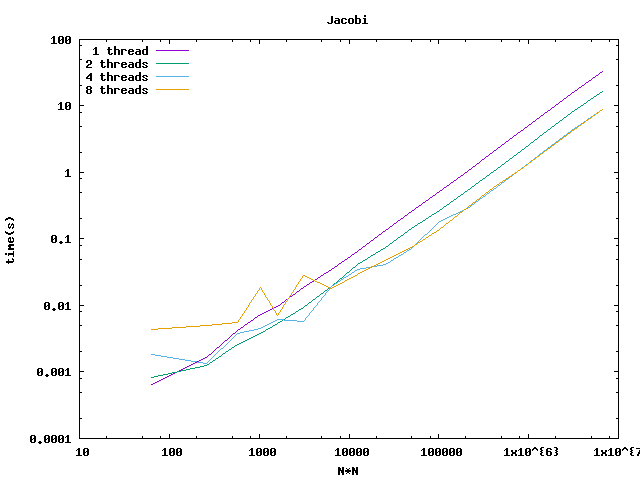 Jacobi
100
10
1
0.1
0.01
0.001
0.0001
time(s)
1 thread
2 threads
4 threads
8 threads
10 100 1000 10000 100000 1x10^{6} 1x10^{7
N*N